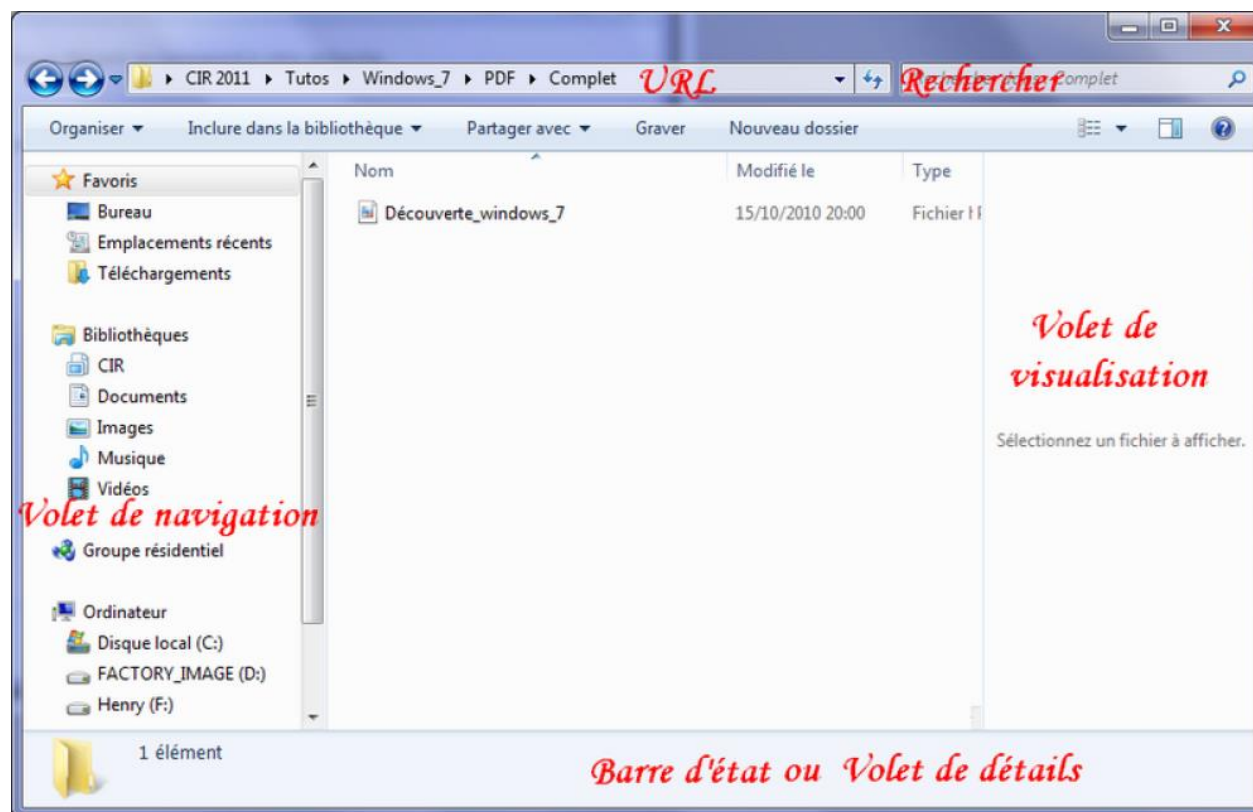 CIR 2011 Tutos Windows_7 PDF Complet URL Rechercher Complet
Organiser Inclure dans la bibliothèque Partager avec Graver Nouveau dossier
Nom Modifié le Type
Favoris
Bureau
Découverte_windows_7 15/10/2010 20:00 Fichier
Emplacements récents
Téléchargements
Bibliothèques
CIR
Documents
Images
Musique
Vidéos
Volet de navigation
Groupe résidentiel
Ordinateur
Disque local (C:)
FACTORY_IMAGE (D:)
Henry (F:)
Volet de
visualisation
Sélectionnez un fichier à afficher.
1 élément
Barre d'état ou Volet de détails